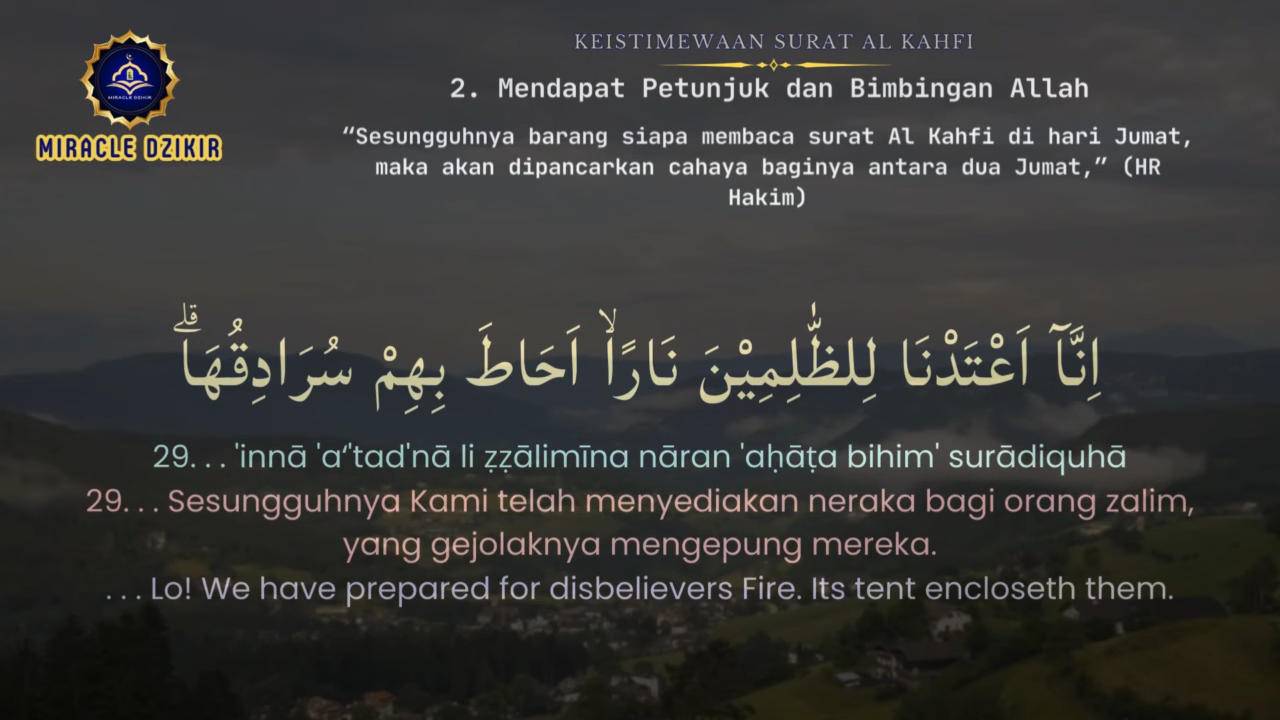 MIRACLE DZIKIR
MIRACLE DZIKIR
KEISTIMEWAAN SURAT AL KAHFI
2. Mendapat Petunjuk dan Bimbingan Allah
“Sesungguhnya barang siapa membaca surat Al Kahfi di hari Jumat,
maka akan dipancarkan cahaya baginya antara dua Jumat,” (HR
Hakim)
اِنَّآ اَعْتَدْنَا لِلظّٰلِمِيْنَ نَارًاۙ اَحَاطَ بِهِمْ سُرَادِقُهَاۗ
29. . . 'innā 'a‘'tad'nā li ẓẓālimīna nāran 'aḥāṭa bihim' surādiquhā
29. . . Sesungguhnya Kami telah menyediakan neraka bagi orang zalim,
yang gejolaknya mengepung mereka.
. . . Lo! We have prepared for disbelievers Fire. Its tent encloseth them.